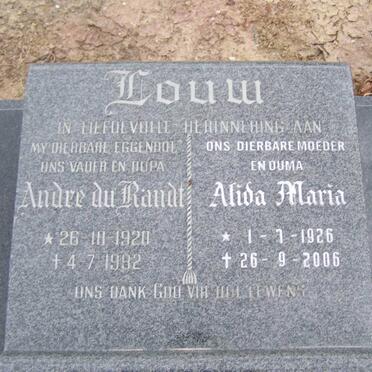 Louw
IN LIEFDEVOLLE HERINNERING AAN
MY DIERBARE EGGENOOT
ONS VADER EN OUPA
Andre du Randt
* 26-10-1920
† 4-7-1982
ONS DIERBARE MOEDER
EN OUMA
Alida Maria
* 1-7-1926
† 26-9-2006
ONS DANK GOD VIR HUL LEWENS